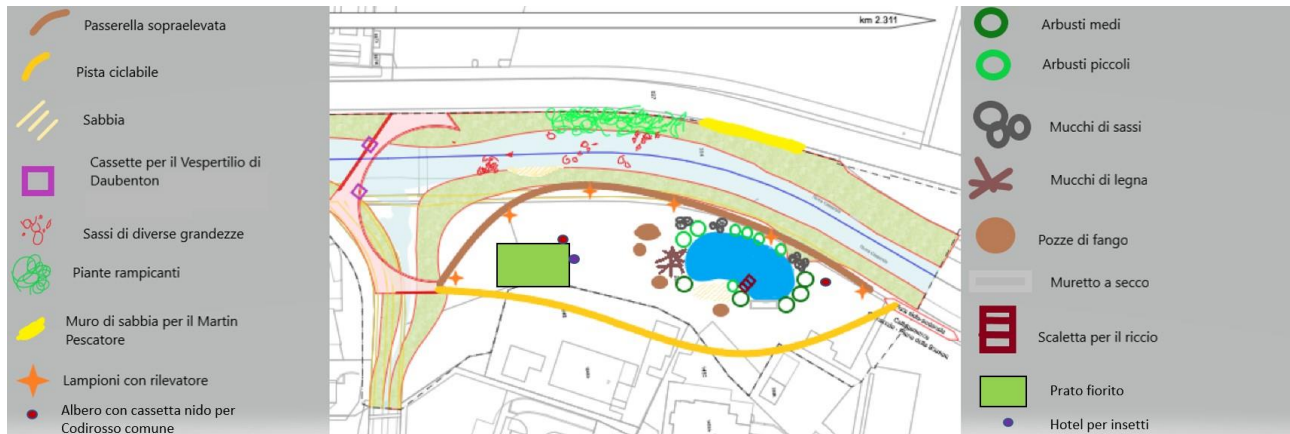 Passerella sopraelevata
Pista ciclabile
Sabbia
Cassette per il Vespertilio di
Daubenton
Sassi di diverse grandezze
Piante rampicanti
Muro di sabbia per il Martin
Pescatore
Lampioni con rilevatore
Albero con cassetta nido per
Codirosso comune
km 2.311
Arbusti medi
Arbusti piccoli
Mucchi di sassi
Mucchi di legna
Pozze di fango
Muretto a secco
Scaletta per il riccio
Prato fiorito
Hotel per insetti